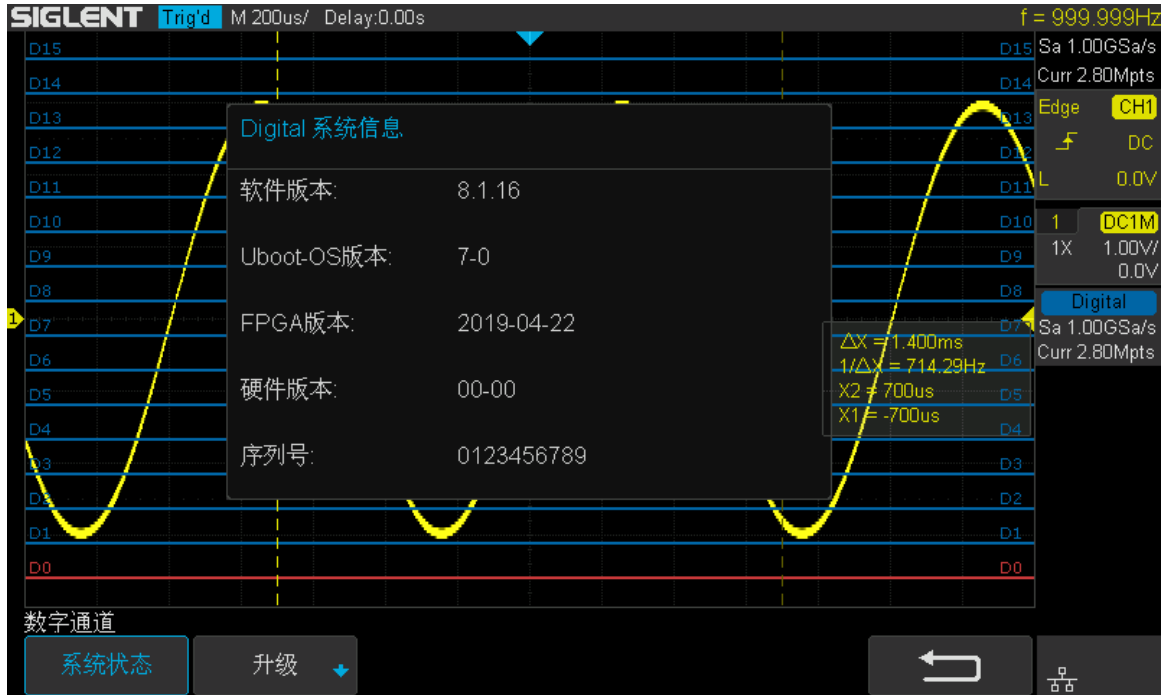 SIGLENT Trig'd M 200us/ Delay:0.00s f = 999.999Hz
D15 D15 Sa 1.00GSa/s
D14 D14 Curr 2.80Mpts
D13 D13 Edge CH1
D12 D12 DC
D11 D11 L 0.0V
D10 D10 1 DC1M
D9 D9 1X 1.00V/
0.0V
D8 D8 Digital
1 D7 D7 Sa 1.00GSa/s
D6 D6 Curr 2.80Mpts
D5 D5
D4 D4
D3 D3
D2 D2
D1 D1
D0 D0
Digital 系统信息
软件版本: 8.1.16
Uboot-OS版本: 7-0
FPGA版本: 2019-04-22
硬件版本: 00-00
序列号: 0123456789
△X = 1.400ms
1/△X = 714.29Hz
X2 = 700us
X1 = -700us
数字通道
系统状态 升级